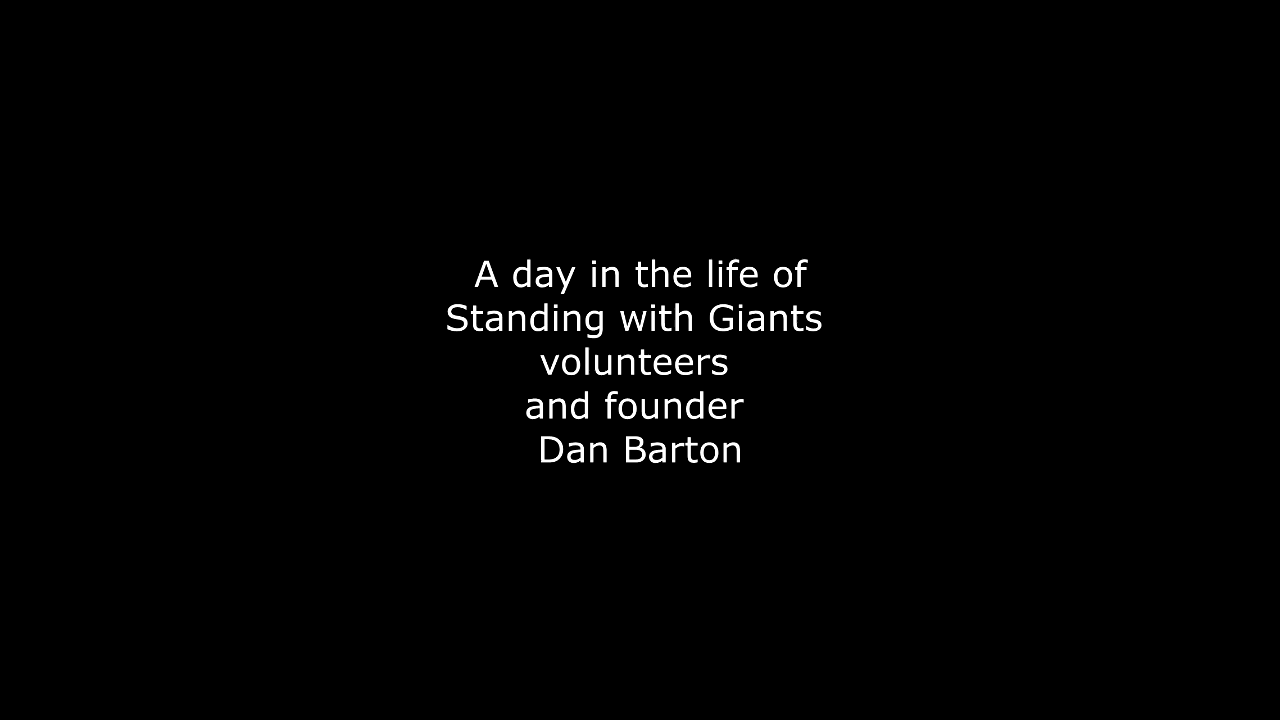 A day in the life of
Standing with Giants
volunteers
and founder
Dan Barton